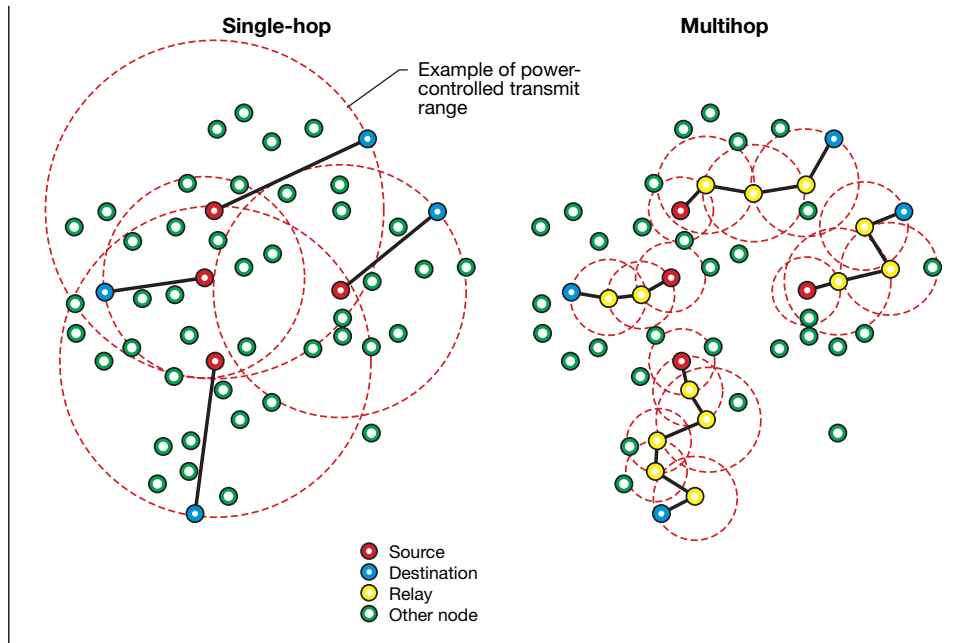 Single-hop
Multihop
Example of power-
controlled transmit
range
Source
Destination
Relay
Other node